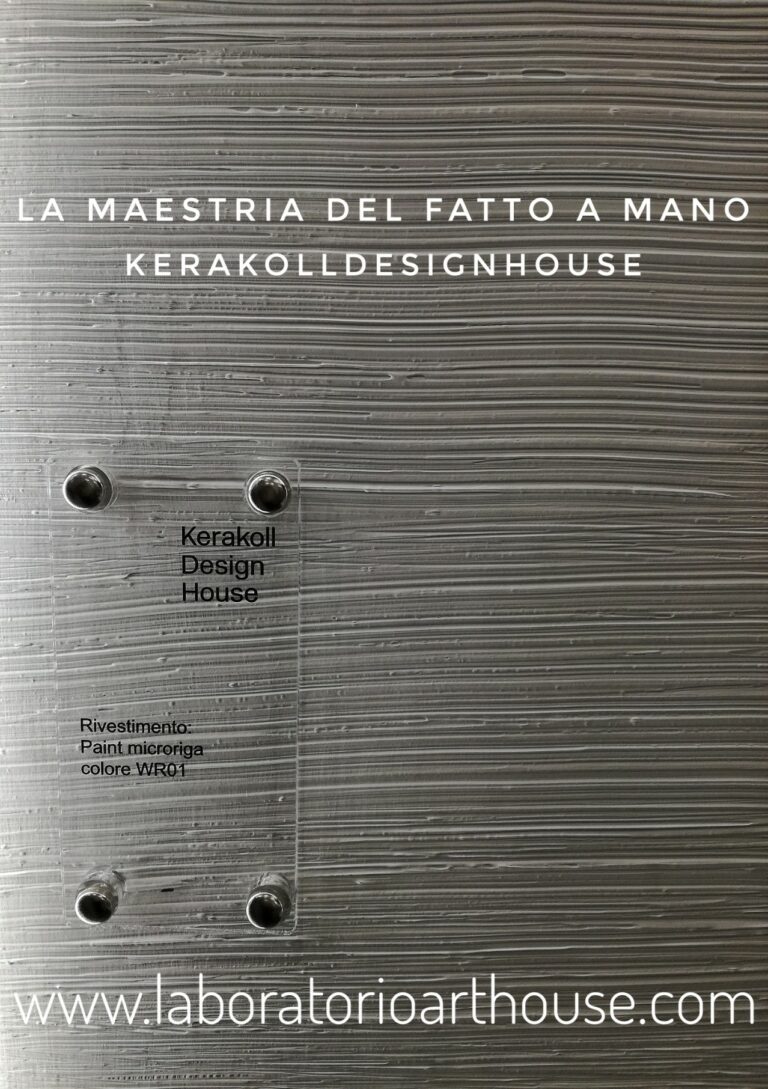 LA MAESTRIA DEL FATTO A MANO
KERAKOLLDESIGNHOUSE
Kerakoll
Design
House
Rivestimento:
Paint microriga
colore WR01
www.laboratorioarthouse.com